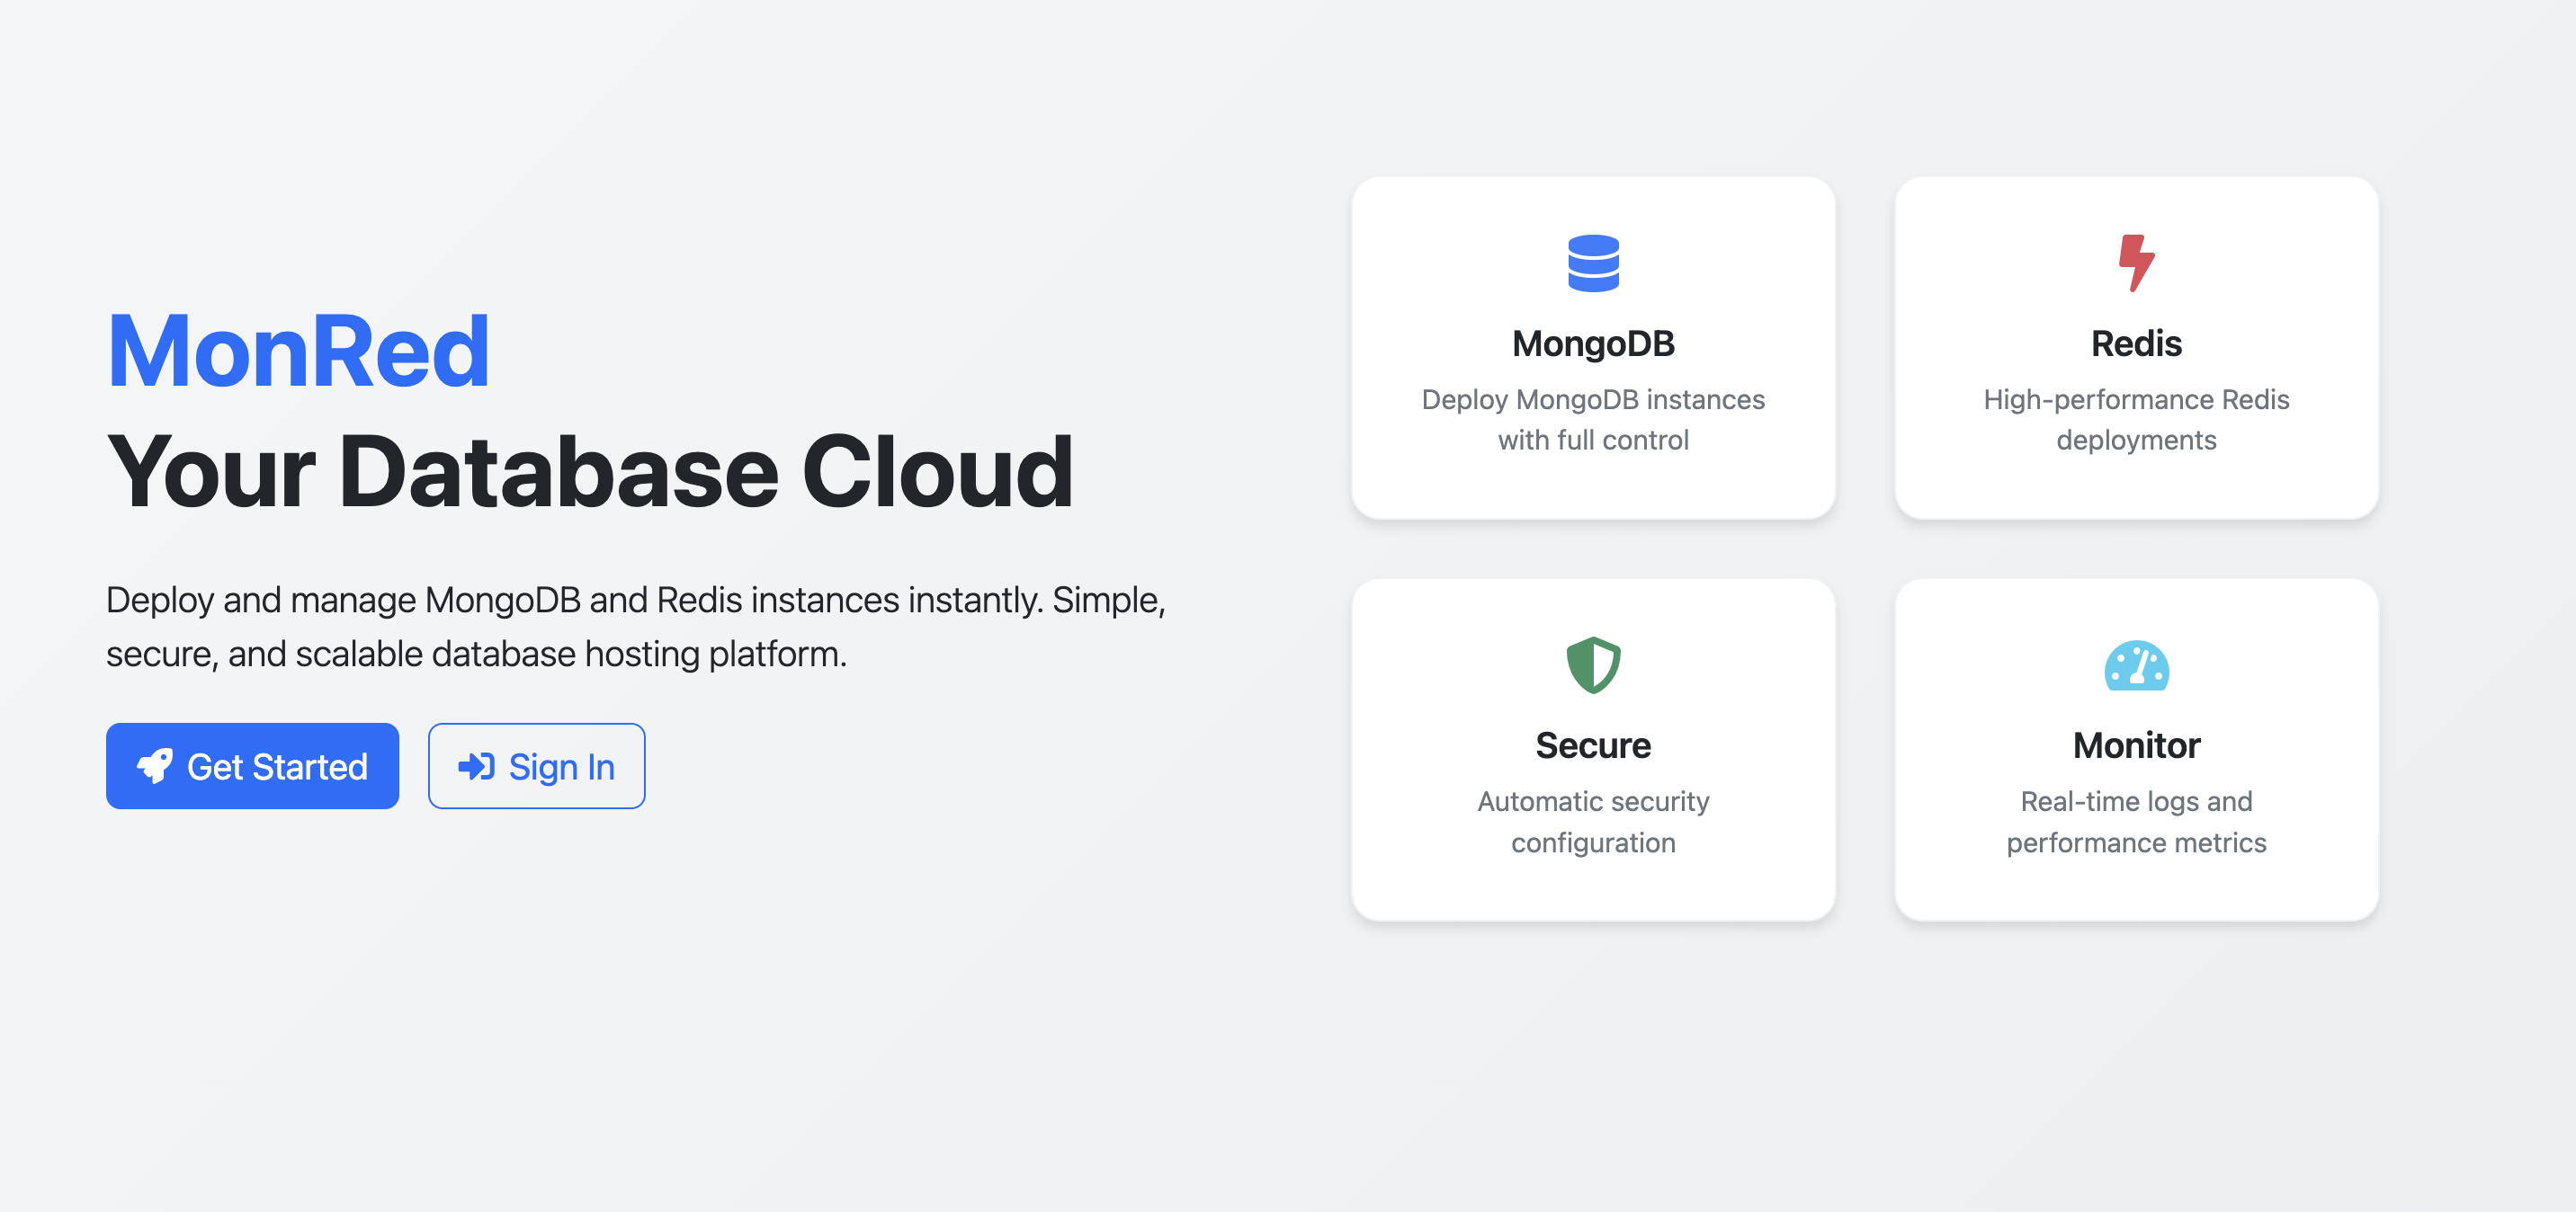 MonRed
Your Database Cloud
Deploy and manage MongoDB and Redis instances instantly. Simple,
secure, and scalable database hosting platform.
Get Started
Sign In
MongoDB
Deploy MongoDB instances
with full control
Redis
High-performance Redis
deployments
Secure
Automatic security
configuration
Monitor
Real-time logs and
performance metrics